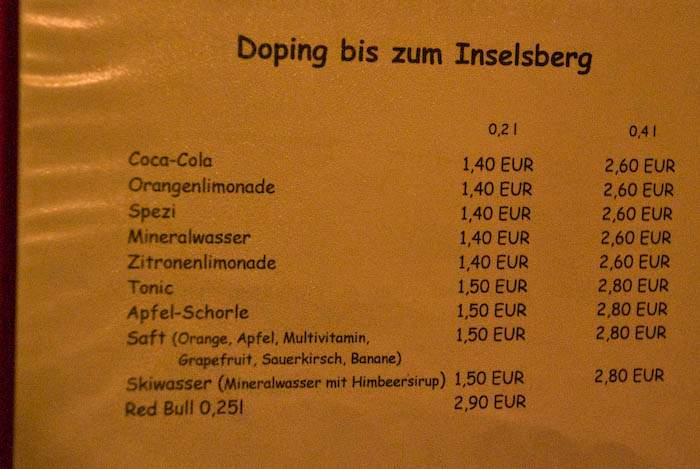 Doping bis zum Inselsberg
0,2 l 0,4 l
Coca-Cola 1,40 EUR 2,60 EUR
Orangenlimonade 1,40 EUR 2,60 EUR
Spezi 1,40 EUR 2,60 EUR
Mineralwasser 1,40 EUR 2,60 EUR
Zitronenlimonade 1,40 EUR 2,60 EUR
Tonic 1,50 EUR 2,80 EUR
Apfel-Schorle 1,50 EUR 2,80 EUR
Saft (Orange, Apfel, Multivitamin, 1,50 EUR 2,80 EUR
Grapefruit, Sauerkirsch, Banane)
Skiwasser (Mineralwasser mit Himbeersirup) 1,50 EUR 2,80 EUR
Red Bull 0,25l 2,90 EUR